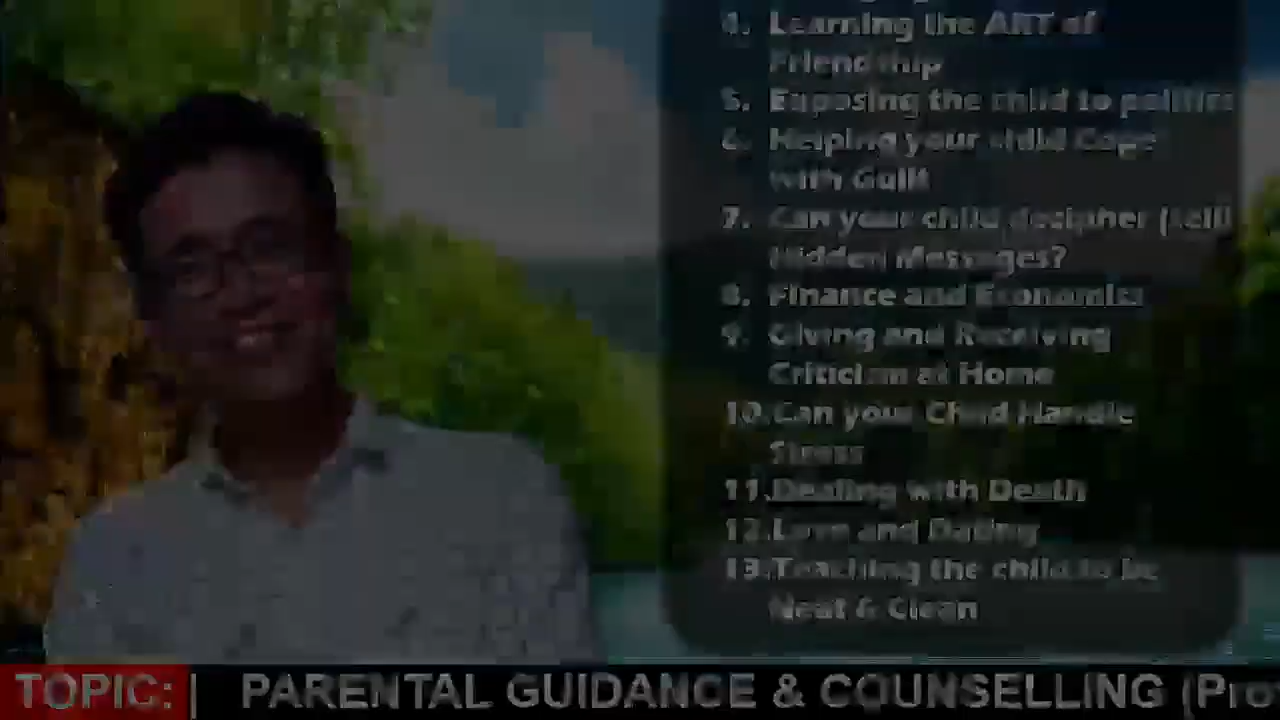 4. Learning the ART of
Friendship
5. Exposing the child to politics
6. Helping your child Cope
with Guilt
7. Can your child decipher (tell)
Hidden Messages?
8. Finance and Economics
9. Giving and Receiving
Criticism at Home
10. Can your Child Handle
Stress
11. Dealing with Death
12. Love and Dating
13. Teaching the child to be
Neat & Clean
TOPIC: | PARENTAL GUIDANCE & COUNSELLING (Pro